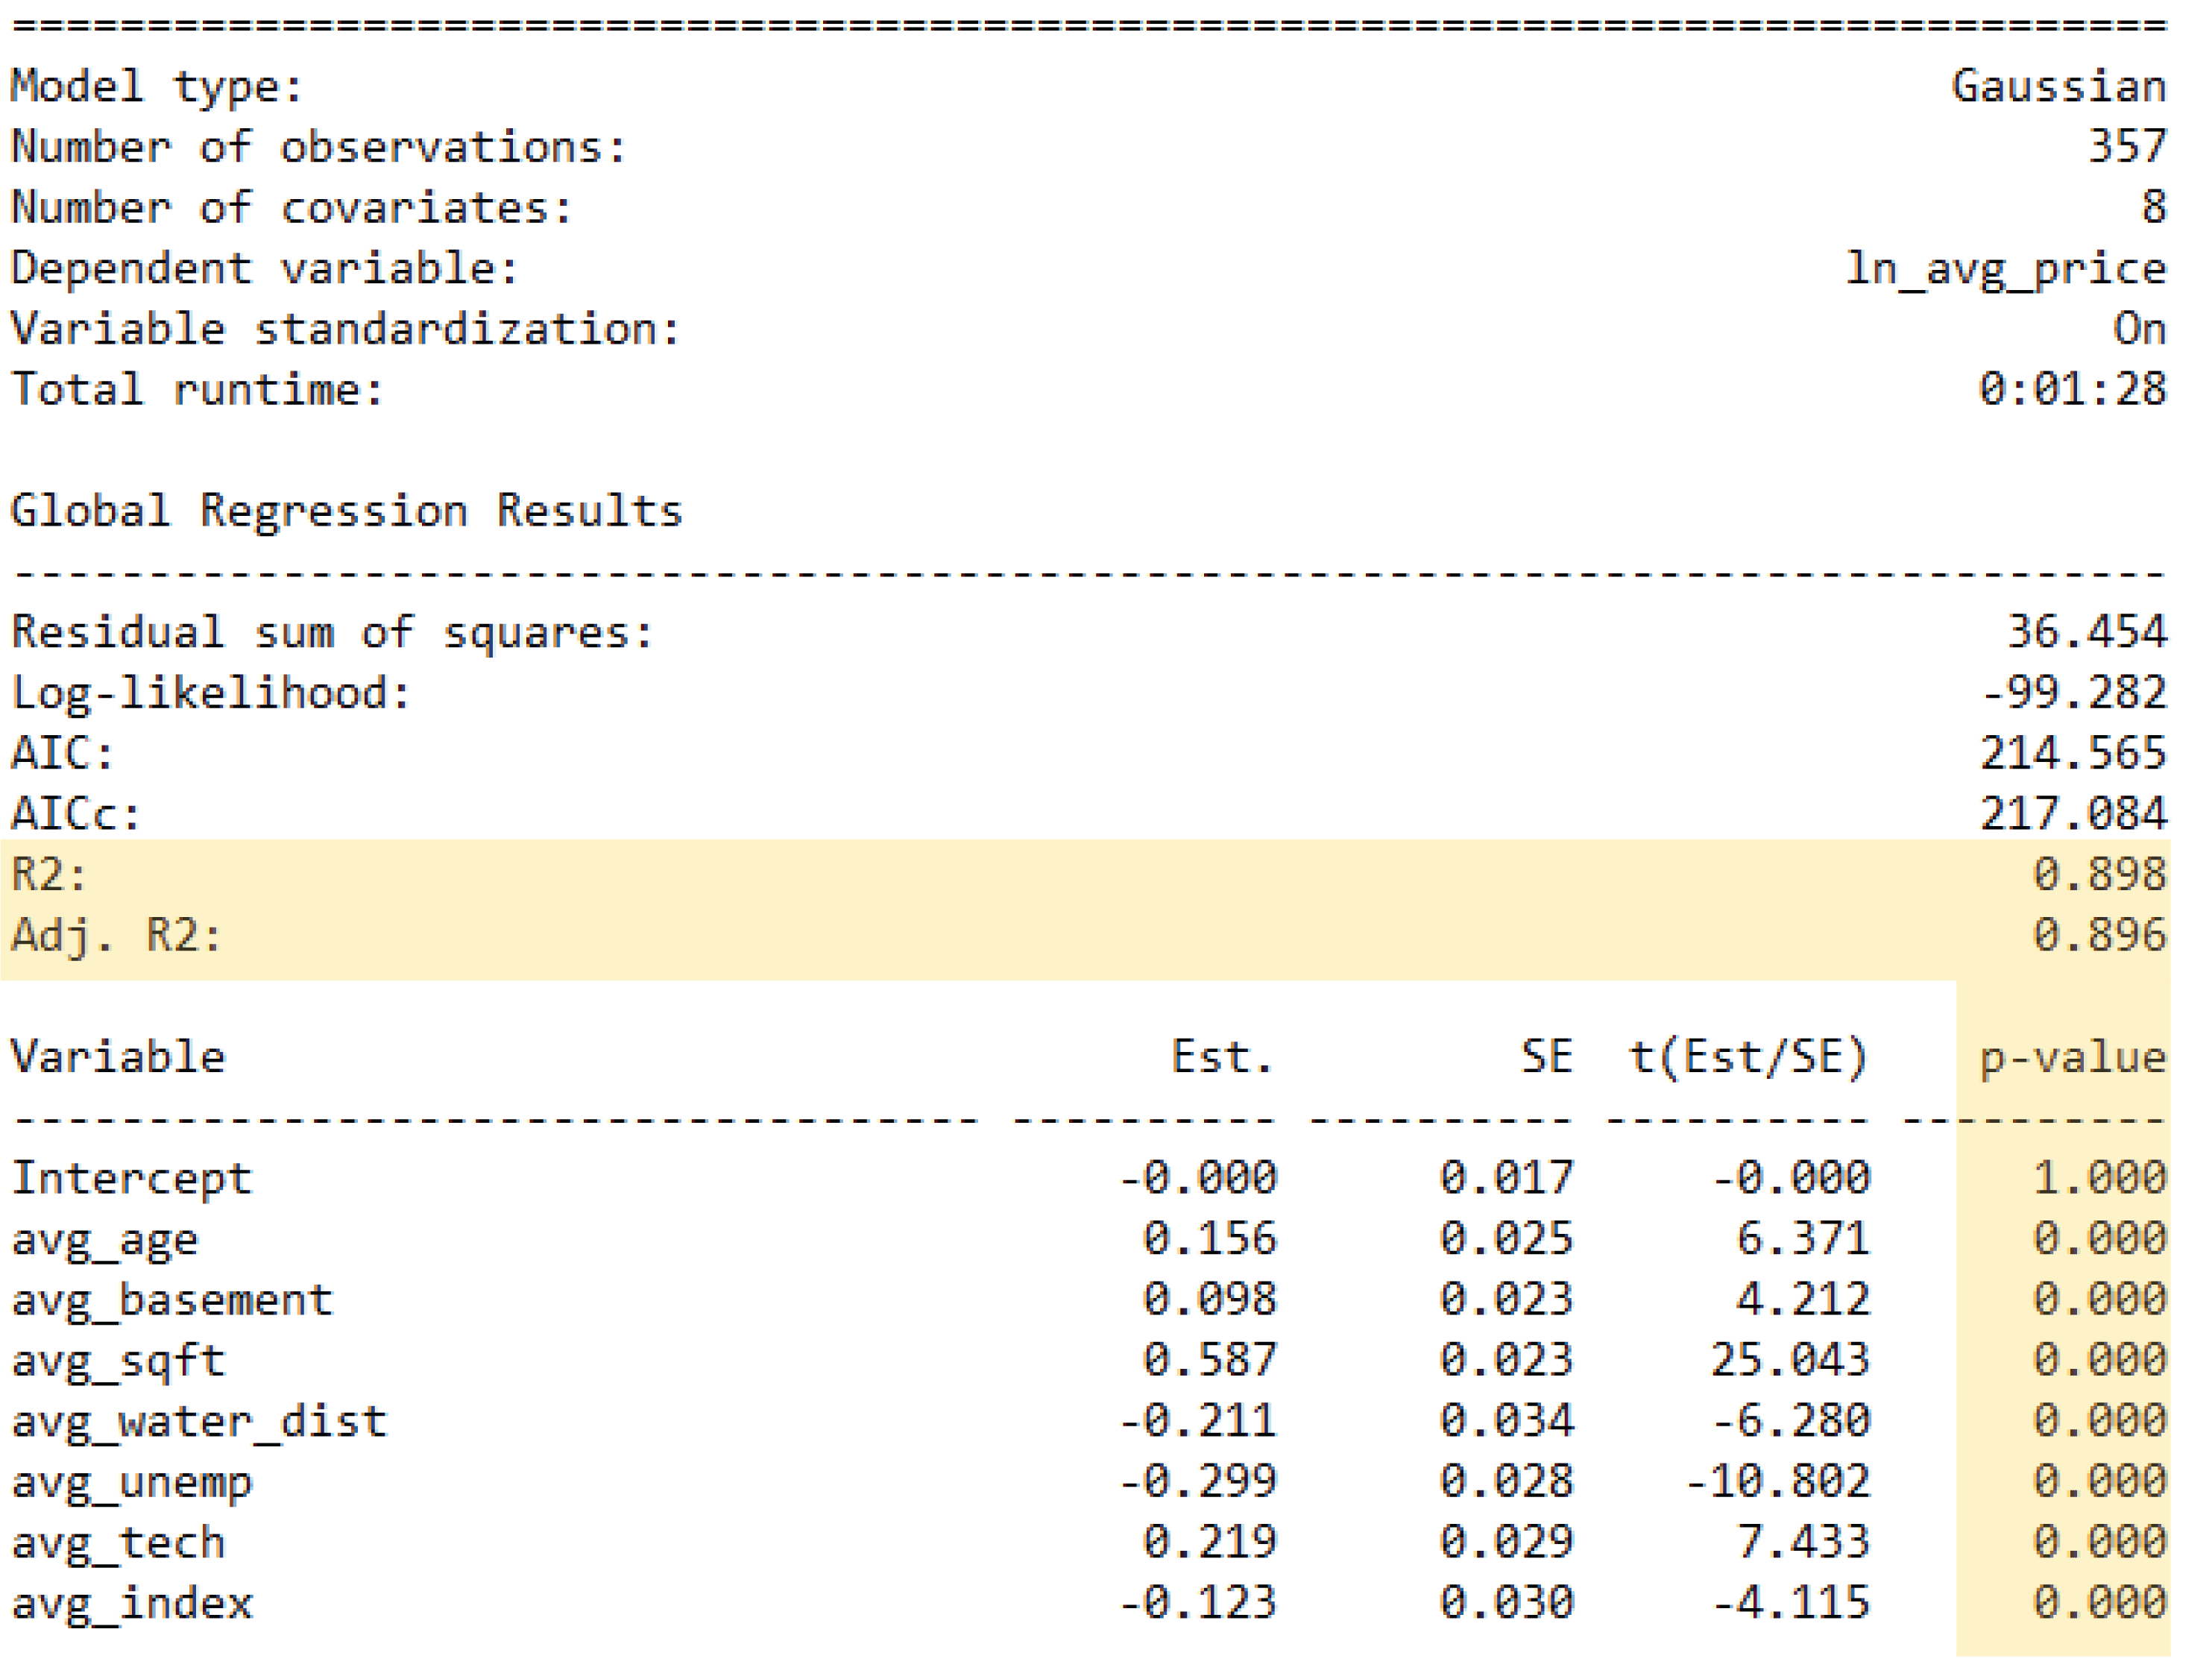 ================================================================================
Model type: Gaussian
Number of observations: 357
Number of covariates: 8
Dependent variable: ln_avg_price
Variable standardization: On
Total runtime: 0:01:28
Global Regression Results
--------------------------------------------------------------------------------
Residual sum of squares: 36.454
Log-likelihood: -99.282
AIC: 214.565
AICc: 217.084
R2: 0.898
Adj. R2: 0.896
Variable Est. SE t(Est/SE) p-value
------------------------------------ ---------- ---------- ---------- ----------
Intercept -0.000 0.017 -0.000 1.000
avg_age 0.156 0.025 6.371 0.000
avg_basement 0.098 0.023 4.212 0.000
avg_sqft 0.587 0.023 25.043 0.000
avg_water_dist -0.211 0.034 -6.280 0.000
avg_unemp -0.299 0.028 -10.802 0.000
avg_tech 0.219 0.029 7.433 0.000
avg_index -0.123 0.030 -4.115 0.000